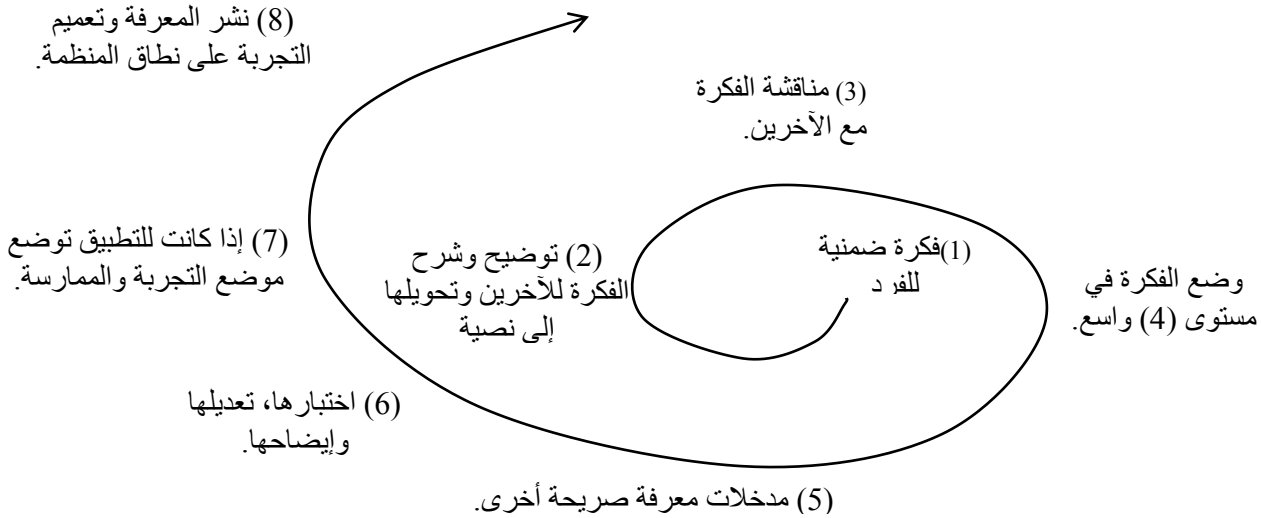 (8) نشر المعرفة وتعميم
التجربة على نطاق المنظمة.
(3) مناقشة الفكرة
مع الآخرين.
(1)فكرة ضمنية
للفرد
(2) توضيح وشرح
الفكرة للآخرين وتحويلها
إلى نصية
(7) إذا كانت للتطبيق توضع
موضع التجربة والممارسة.
وضع الفكرة في
مستوى (4) واسع.
(6) اختبارها، تعديلها
وإيضاحها.
(5) مدخلات معرفة صريحة أخرى.